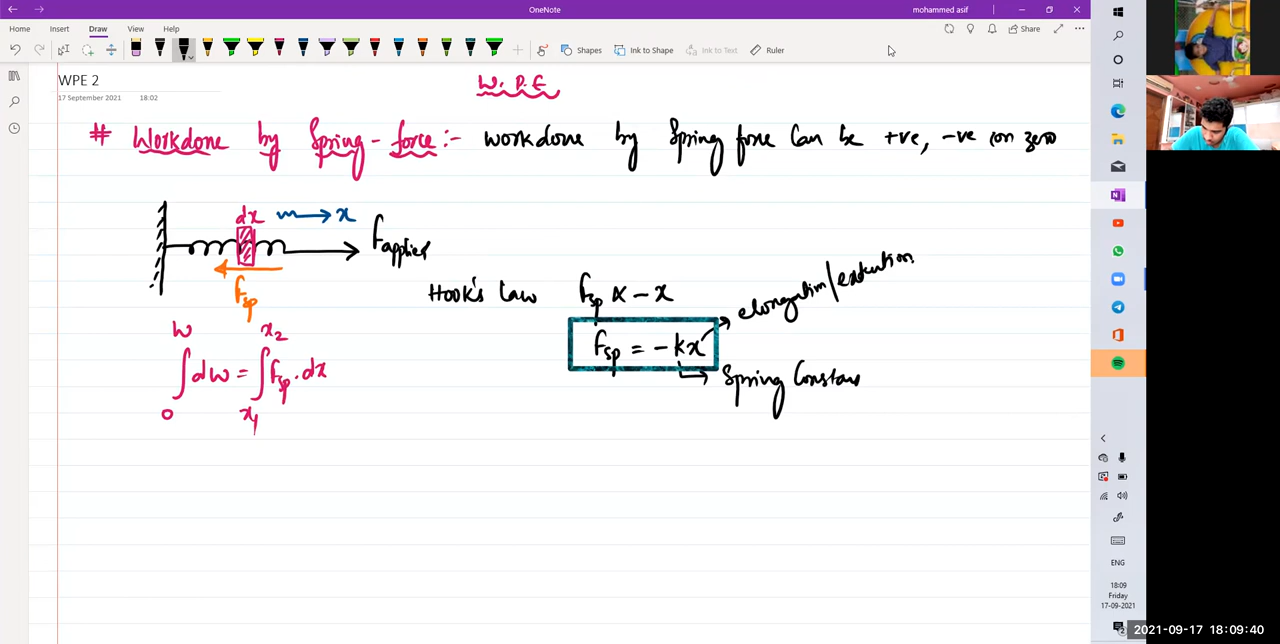 OneNote
mohammed asif
Home Insert Draw View Help
Shapes Ink to Shape Ink to Text Ruler Share
WPE 2
17 September 2021 18:02
W.P.E
# Workdone by Spring-force:- workdone by Spring force can be +ve, -ve (or) zero
dx m → x
Fapplied
Fsp
Hook's Law Fsp ∝ - x
elongation/extention
Fsp = - kx
Spring Constant
W x2
∫dw = ∫Fsp.dx
0 x1
ENG
18:09
Friday
17-09-2021
2021-09-17 18:09:40